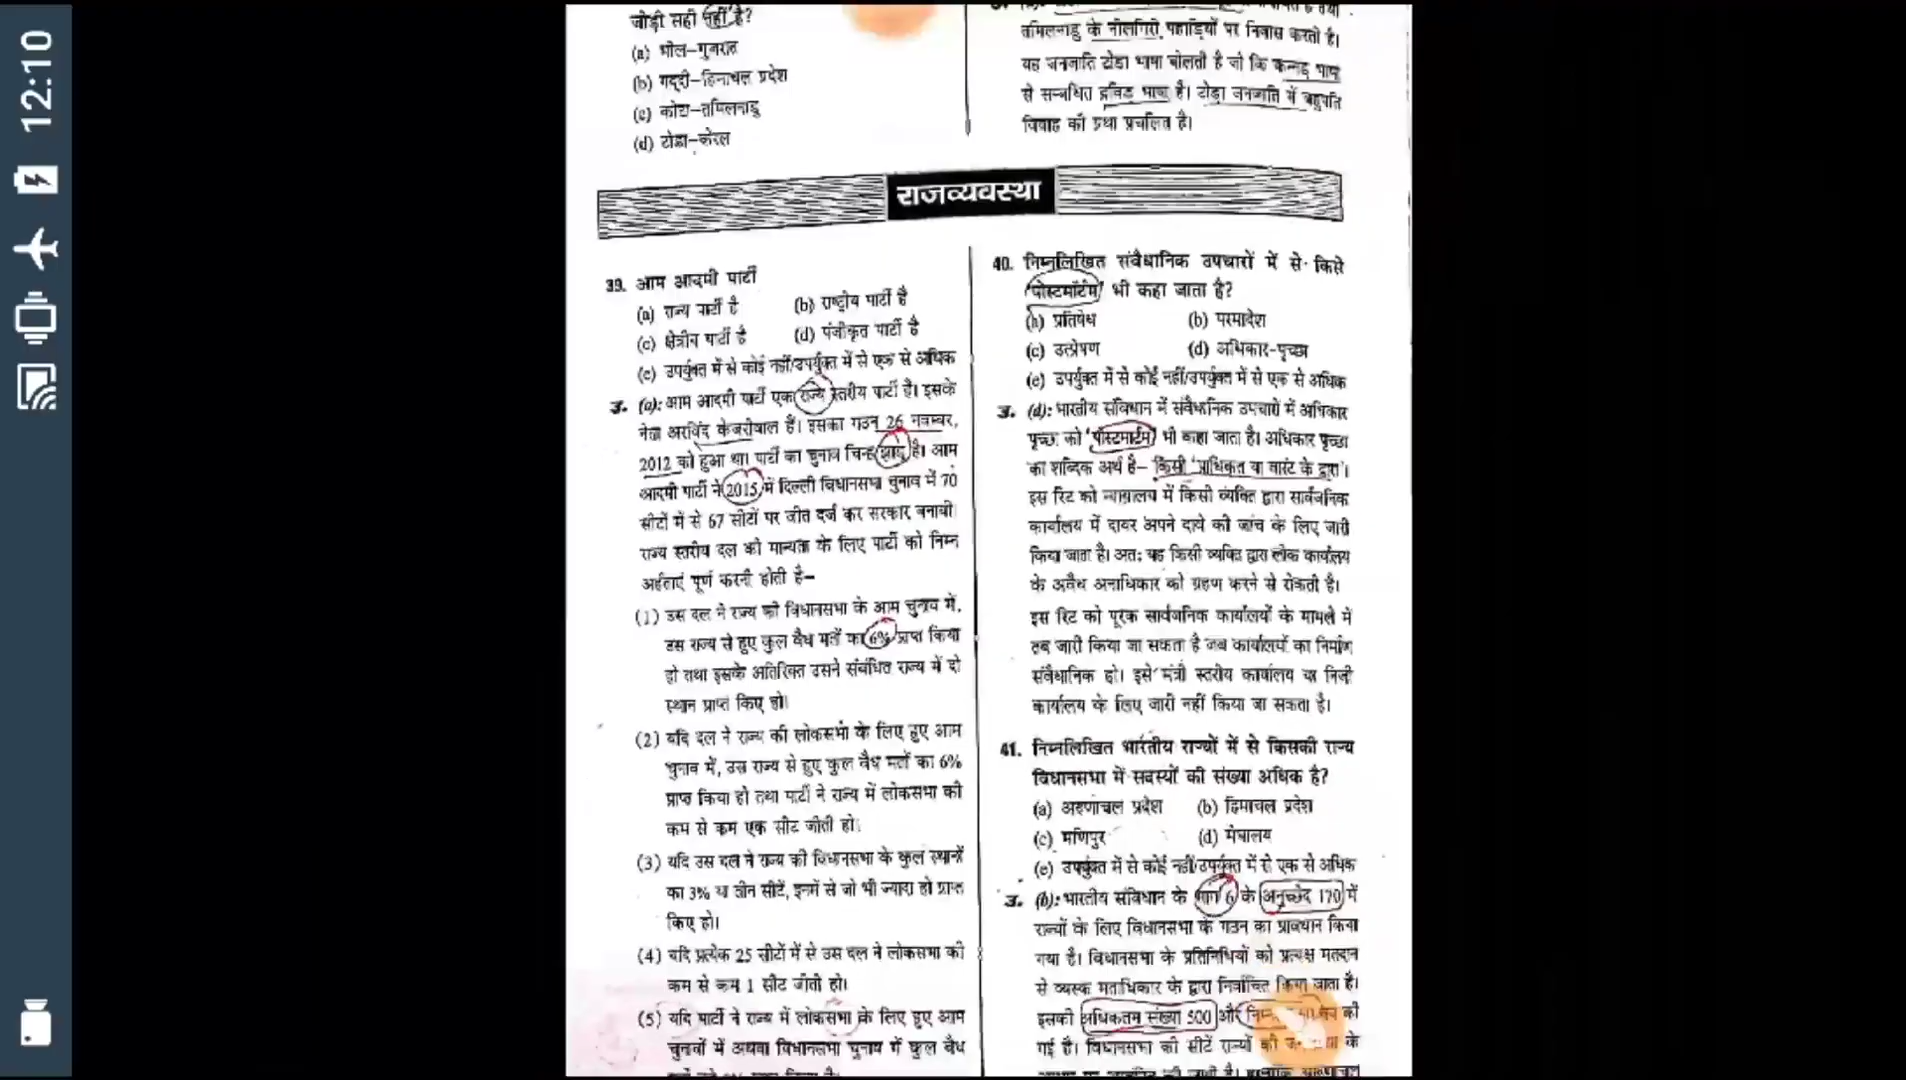 12:10
जोड़ी सही नहीं है?
(a) भील–गुजरात
(b) गद्दी–हिमाचल प्रदेश
(c) कोटा–तमिलनाडु
(d) टोडा–केरल
तमिलनाडु के नीलगिरी पहाड़ियों पर निवास करती है।
यह जनजाति टोडा भाषा बोलती है जो कि कन्नड़ भाषा
से सम्बंधित द्रविड़ भाषा है। टोडा जनजाति में बहुपति
विवाह की प्रथा प्रचलित है।
राजव्यवस्था
39. आम आदमी पार्टी
(a) राज्य पार्टी है (b) राष्ट्रीय पार्टी है
(c) क्षेत्रीय पार्टी है (d) पंजीकृत पार्टी है
(e) उपर्युक्त में से कोई नहीं/उपर्युक्त में से एक से अधिक
उ. (a): आम आदमी पार्टी एक राज्य स्तरीय पार्टी है। इसके
नेता अरविंद केजरीवाल हैं। इसका गठन 26 नवम्बर,
2012 को हुआ था। पार्टी का चुनाव चिन्ह झाड़ू है। आम
आदमी पार्टी ने 2015 में दिल्ली विधानसभा चुनाव में 70
सीटों में से 67 सीटों पर जीत दर्ज कर सरकार बनायी
राज्य स्तरीय दल की मान्यता के लिए पार्टी को निम्न
अर्हताएं पूर्ण करनी होती है–
(1) उस दल ने राज्य की विधानसभा के आम चुनाव में,
उस राज्य से हुए कुल वैध मतों का 6% प्राप्त किया
हो तथा इसके अतिरिक्त उसने संबंधित राज्य में दो
स्थान प्राप्त किए हो।
(2) यदि दल ने राज्य की लोकसभा के लिए हुए आम
चुनाव में, उस राज्य से हुए कुल वैध मतों का 6%
प्राप्त किया हो तथा पार्टी ने राज्य में लोकसभा की
कम से कम एक सीट जीती हो।
(3) यदि उस दल ने राज्य की विधानसभा के कुल स्थानों
का 3% या तीन सीटें, इनमें से जो भी ज्यादा हो प्राप्त
किए हो।
(4) यदि प्रत्येक 25 सीटों में से उस दल ने लोकसभा की
कम से कम 1 सीट जीती हो।
(5) यदि पार्टी ने राज्य में लोकसभा के लिए हुए आम
चुनावों में अथवा विधानसभा चुनाव में कुल वैध
40. निम्नलिखित संवैधानिक उपचारों में से किसे
'पोस्टमॉर्टम' भी कहा जाता है?
(a) प्रतिषेध (b) परमादेश
(c) उत्प्रेषण (d) अधिकार-पृच्छा
(e) उपर्युक्त में से कोई नहीं/उपर्युक्त में से एक से अधिक
उ. (d): भारतीय संविधान में संवैधानिक उपचारों में अधिकार
पृच्छा को 'पोस्टमार्टम' भी कहा जाता है। अधिकार पृच्छा
का शब्दिक अर्थ है– किसी 'प्राधिकृत या वारंट के द्वारा'।
इस रिट को न्यायालय में किसी व्यक्ति द्वारा सार्वजनिक
कार्यालय में दायर अपने दावे की जांच के लिए जारी
किया जाता है। अतः यह किसी व्यक्ति द्वारा लोक कार्यालय
के अवैध अनाधिकार को ग्रहण करने से रोकती है।
इस रिट को पूरक सार्वजनिक कार्यालयों के मामले में
तब जारी किया जा सकता है जब कार्यालयों का निर्माण
संवैधानिक हो। इसे मंत्री स्तरीय कार्यालय या निजी
कार्यालय के लिए जारी नहीं किया जा सकता है।
41. निम्नलिखित भारतीय राज्यों में से किसकी राज्य
विधानसभा में सदस्यों की संख्या अधिक है?
(a) अरुणाचल प्रदेश (b) हिमाचल प्रदेश
(c) मणिपुर (d) मेघालय
(e) उपर्युक्त में से कोई नहीं/उपर्युक्त में से एक से अधिक
उ. (b): भारतीय संविधान के भाग 6 के अनुच्छेद 170 में
राज्यों के लिए विधानसभा के गठन का प्रावधान किया
गया है। विधानसभा के प्रतिनिधियों को प्रत्यक्ष मतदान
से व्यस्क मताधिकार के द्वारा निर्वाचित किया जाता है।
इसकी अधिकतम संख्या 500 और की
गई है। विधानसभा की सीटें राज्यों की के